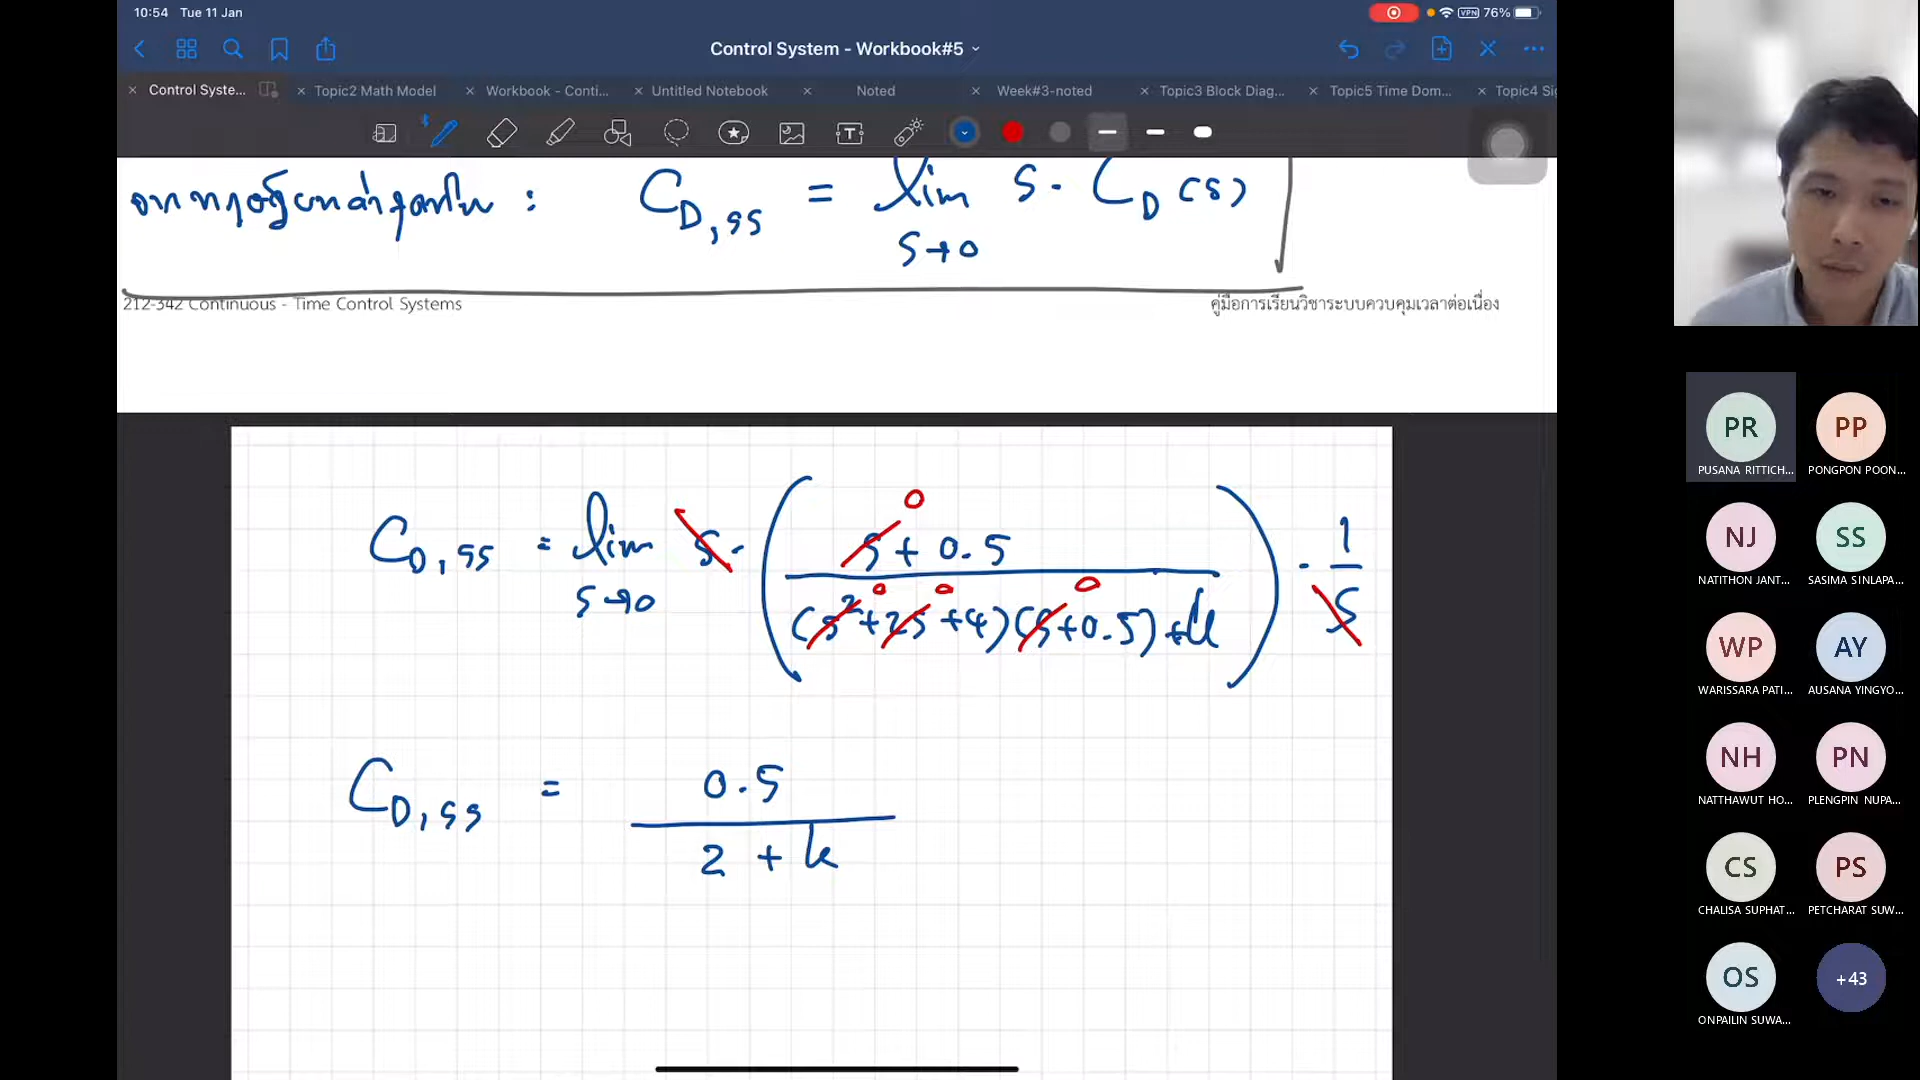 10:54 Tue 11 Jan
VPN 76%
Control System - Workbook#5
Control Syste...
Topic2 Math Model
Workbook - Conti...
Untitled Notebook
Noted
Week#3-noted
Topic3 Block Diag...
Topic5 Time Dom...
Topic4 Si
: C_{D,ss} = lim_{s→0} s · C_D(s)
212-342 Continuous - Time Control Systems
คู่มือการเรียนวิชาระบบควบคุมเวลาต่อเนื่อง
C_{D,ss} = lim_{s→0} s · ( (s + 0.5) / ((s² + 2s + 4)(s + 0.5) + k) ) · 1/s
0
0 0 0
C_{D,ss} = 0.5 / (2 + k)
PR
PUSANA RITTICH...
PP
PONGPON POON...
NJ
NATITHON JANT...
SS
SASIMA SINLAPA...
WP
WARISSARA PATI...
AY
AUSANA YINGYO...
NH
NATTHAWUT HO...
PN
PLENGPIN NUPA...
CS
CHALISA SUPHAT...
PS
PETCHARAT SUW...
OS
ONPAILIN SUWA...
+43